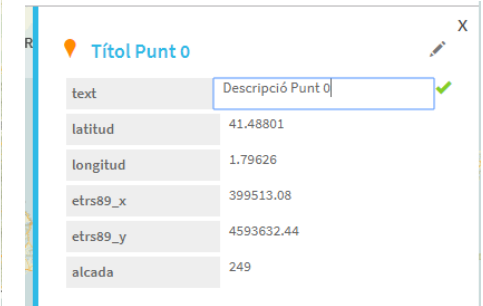 X
R
Títol Punt 0
text Descripció Punt 0
latitud 41.48801
longitud 1.79626
etrs89_x 399513.08
etrs89_y 4593632.44
alcada 249